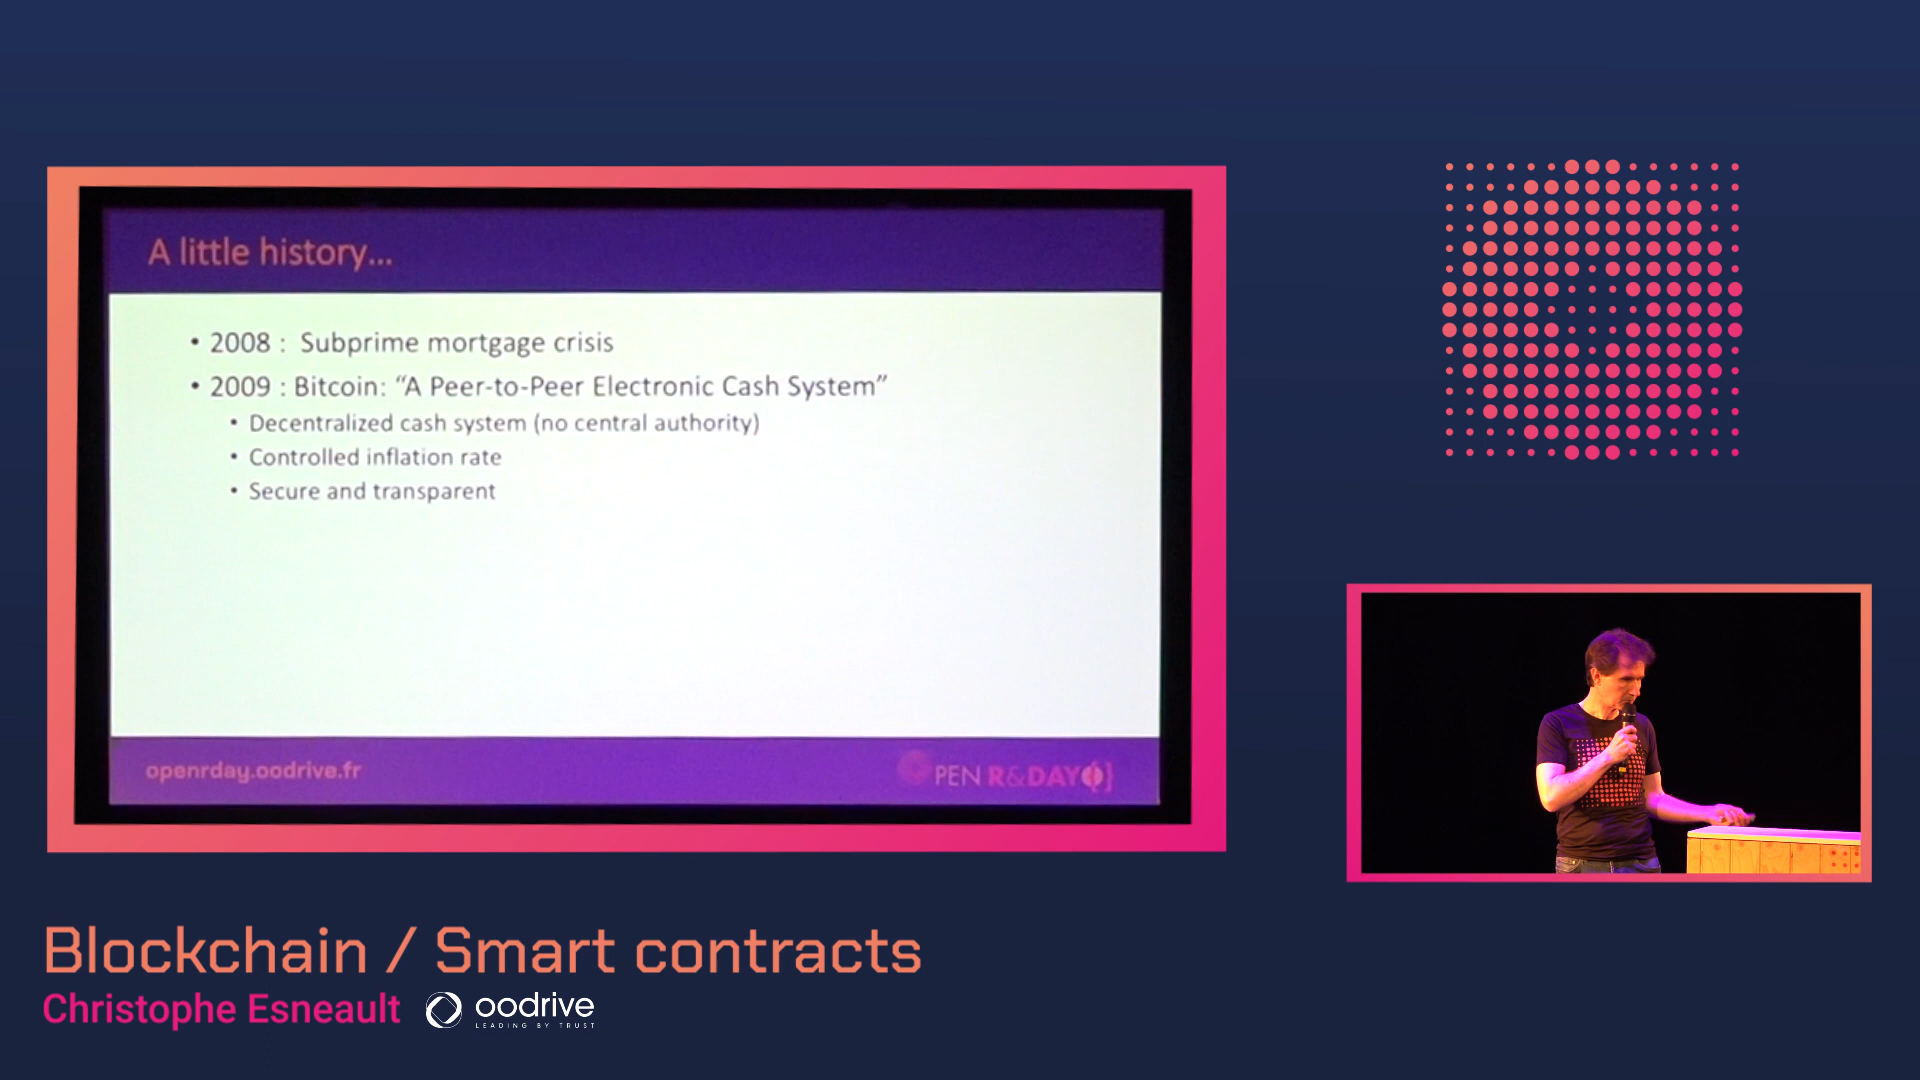 A little history...
• 2008 : Subprime mortgage crisis
• 2009 : Bitcoin: “A Peer-to-Peer Electronic Cash System”
• Decentralized cash system (no central authority)
• Controlled inflation rate
• Secure and transparent
openrday.oodrive.fr
OPEN R&DAY
Blockchain / Smart contracts
Christophe Esneault
oodrive
LEADING BY TRUST